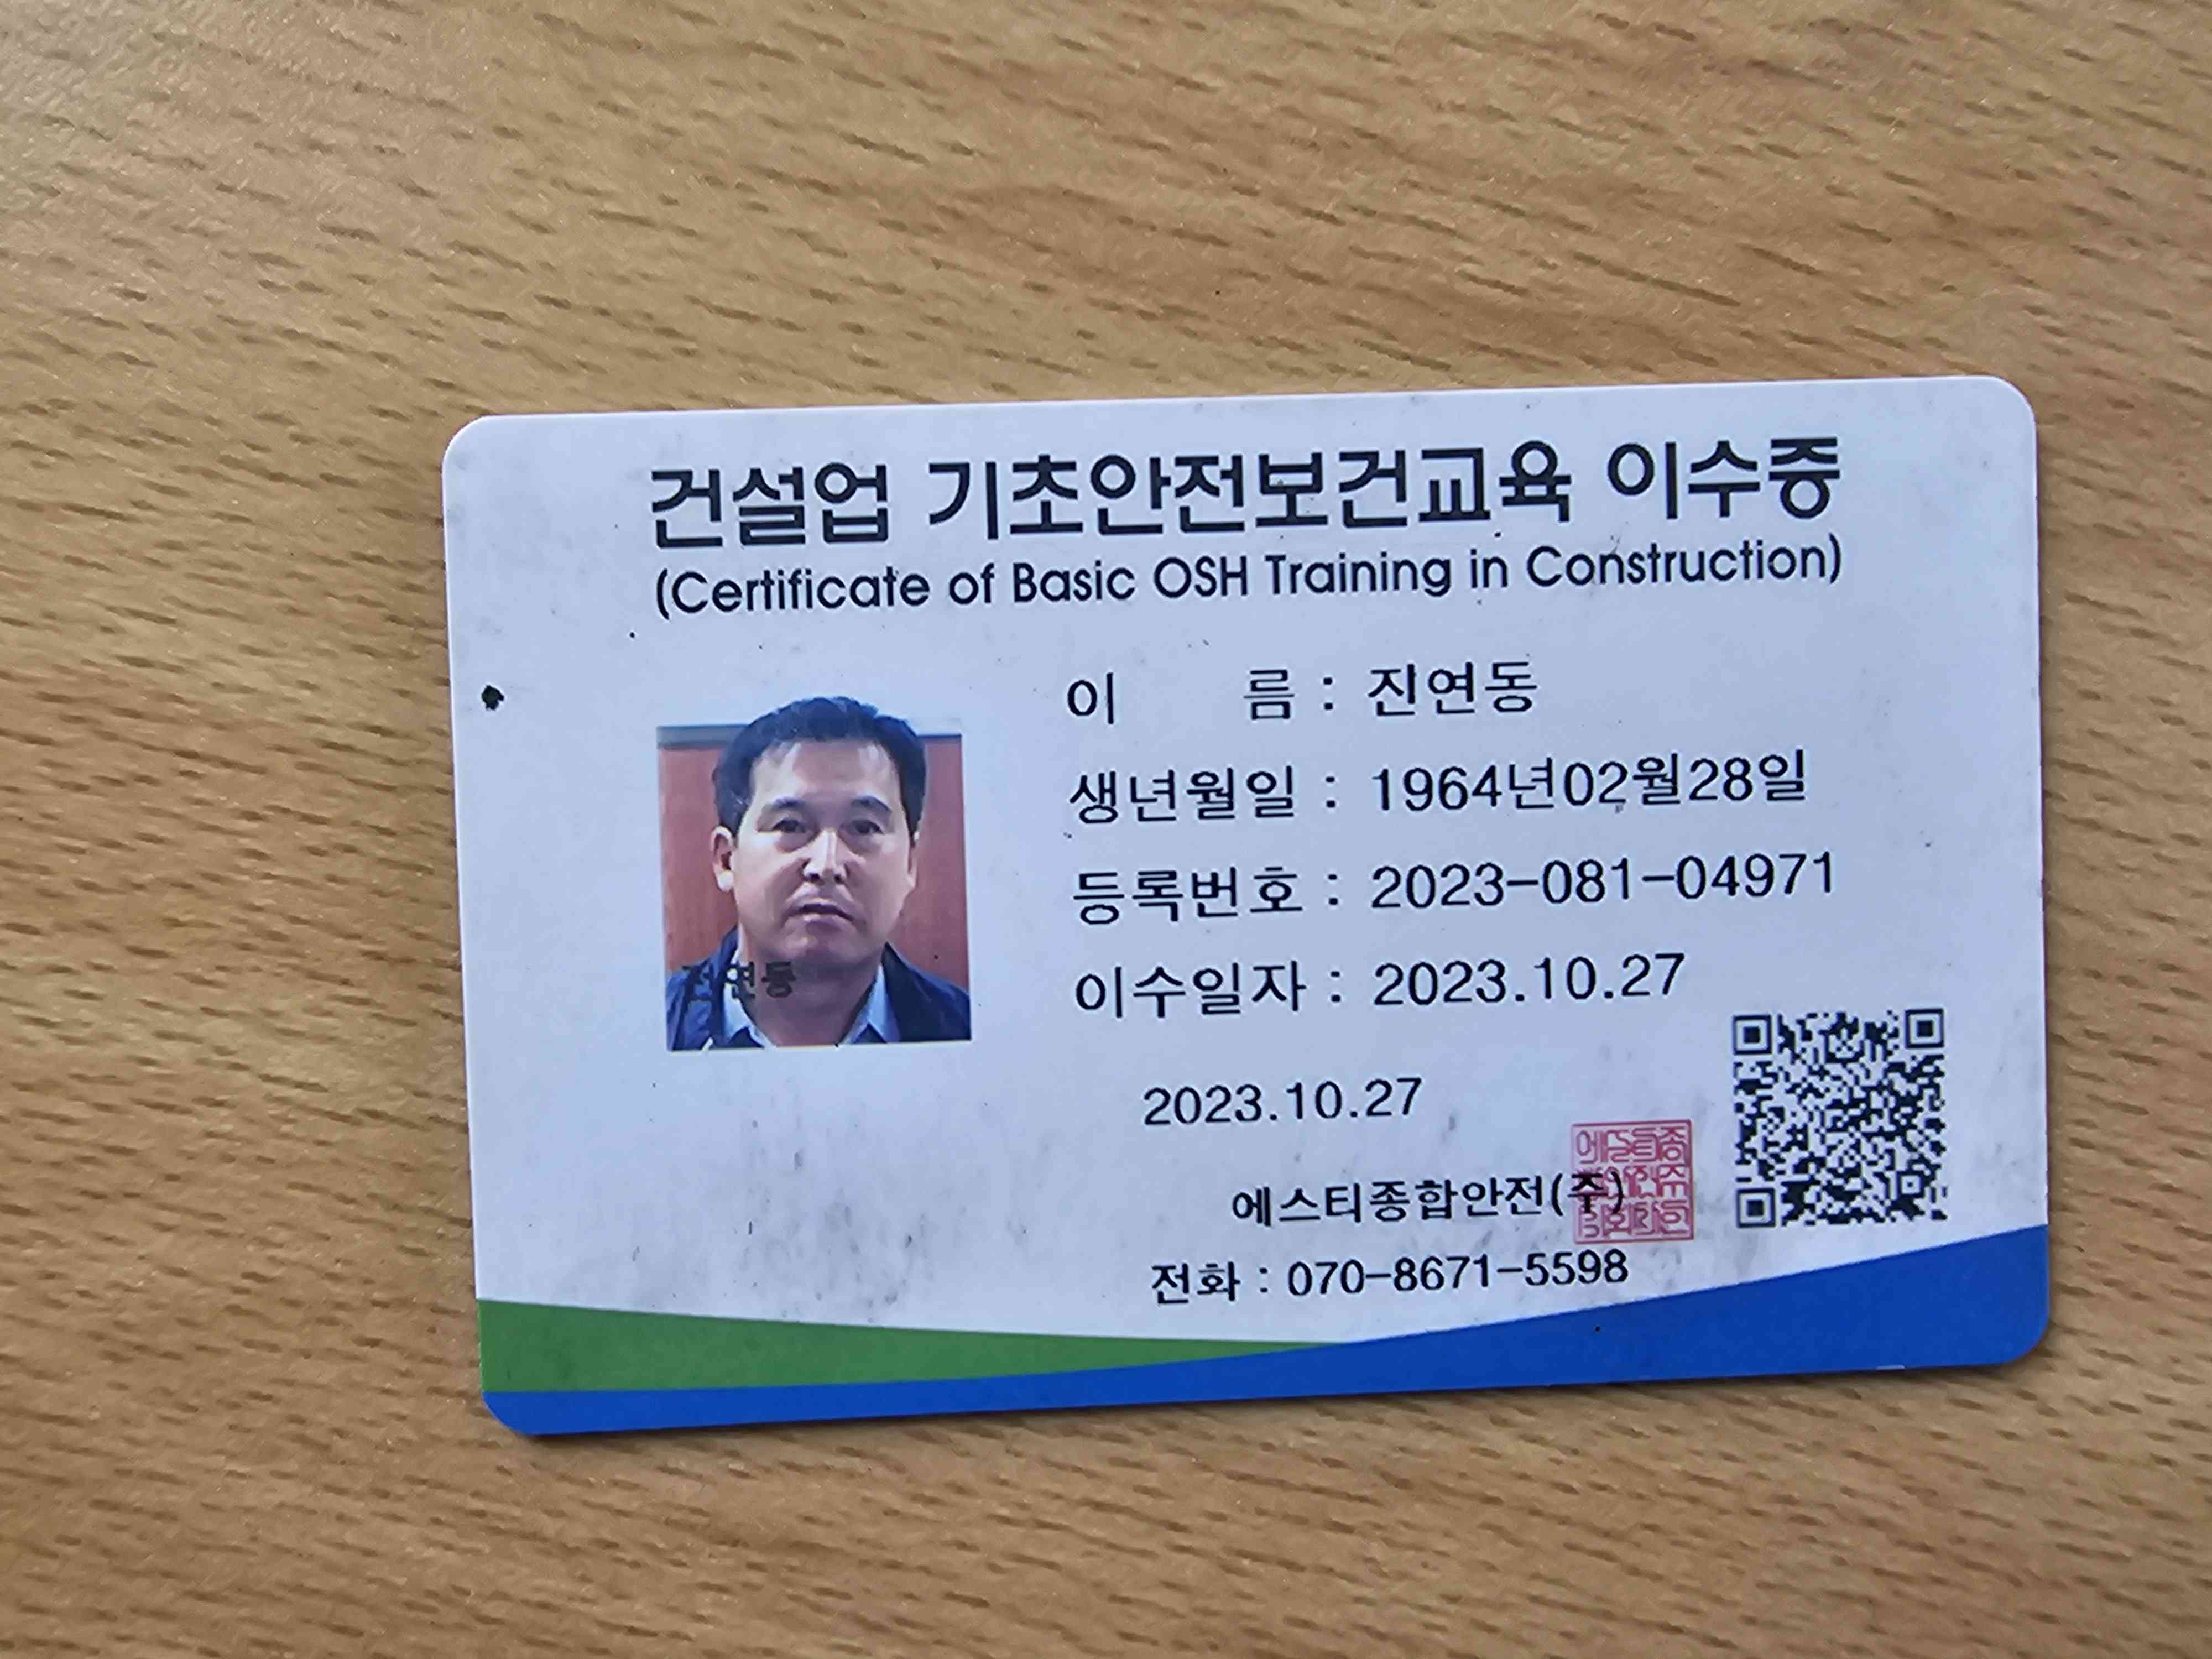 건설업 기초안전보건교육 이수증
(Certificate of Basic OSH Training in Construction)
이 름 : 진연동
생년월일 : 1964년02월28일
등록번호 : 2023-081-04971
이수일자 : 2023.10.27
연동
2023.10.27
에스티종합안전(주)
전화 : 070-8671-5598